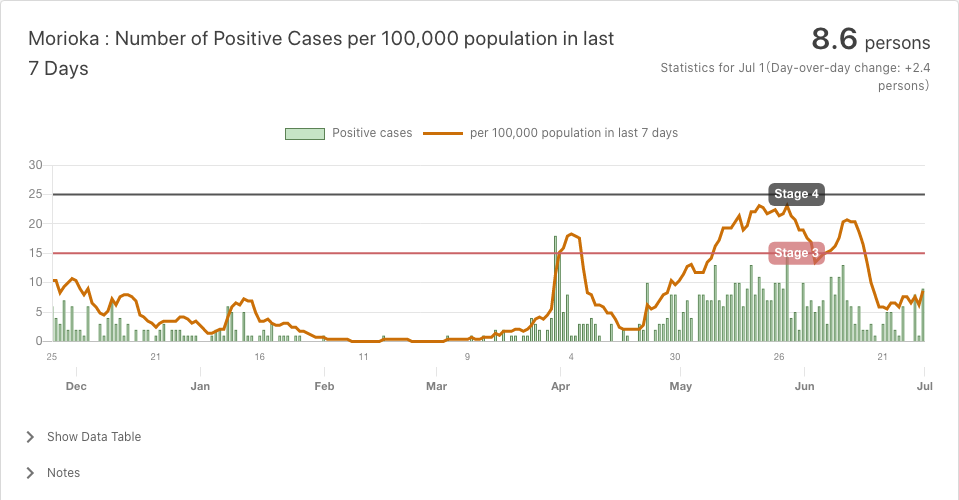 Morioka : Number of Positive Cases per 100,000 population in last
7 Days
8.6 persons
Statistics for Jul 1(Day-over-day change: +2.4
persons)
Positive cases
per 100,000 population in last 7 days
30
25
20
15
10
5
0
Stage 4
Stage 3
25 21 16 11 9 4 30 26 21
Dec Jan Feb Mar Apr May Jun Jul
Show Data Table
Notes